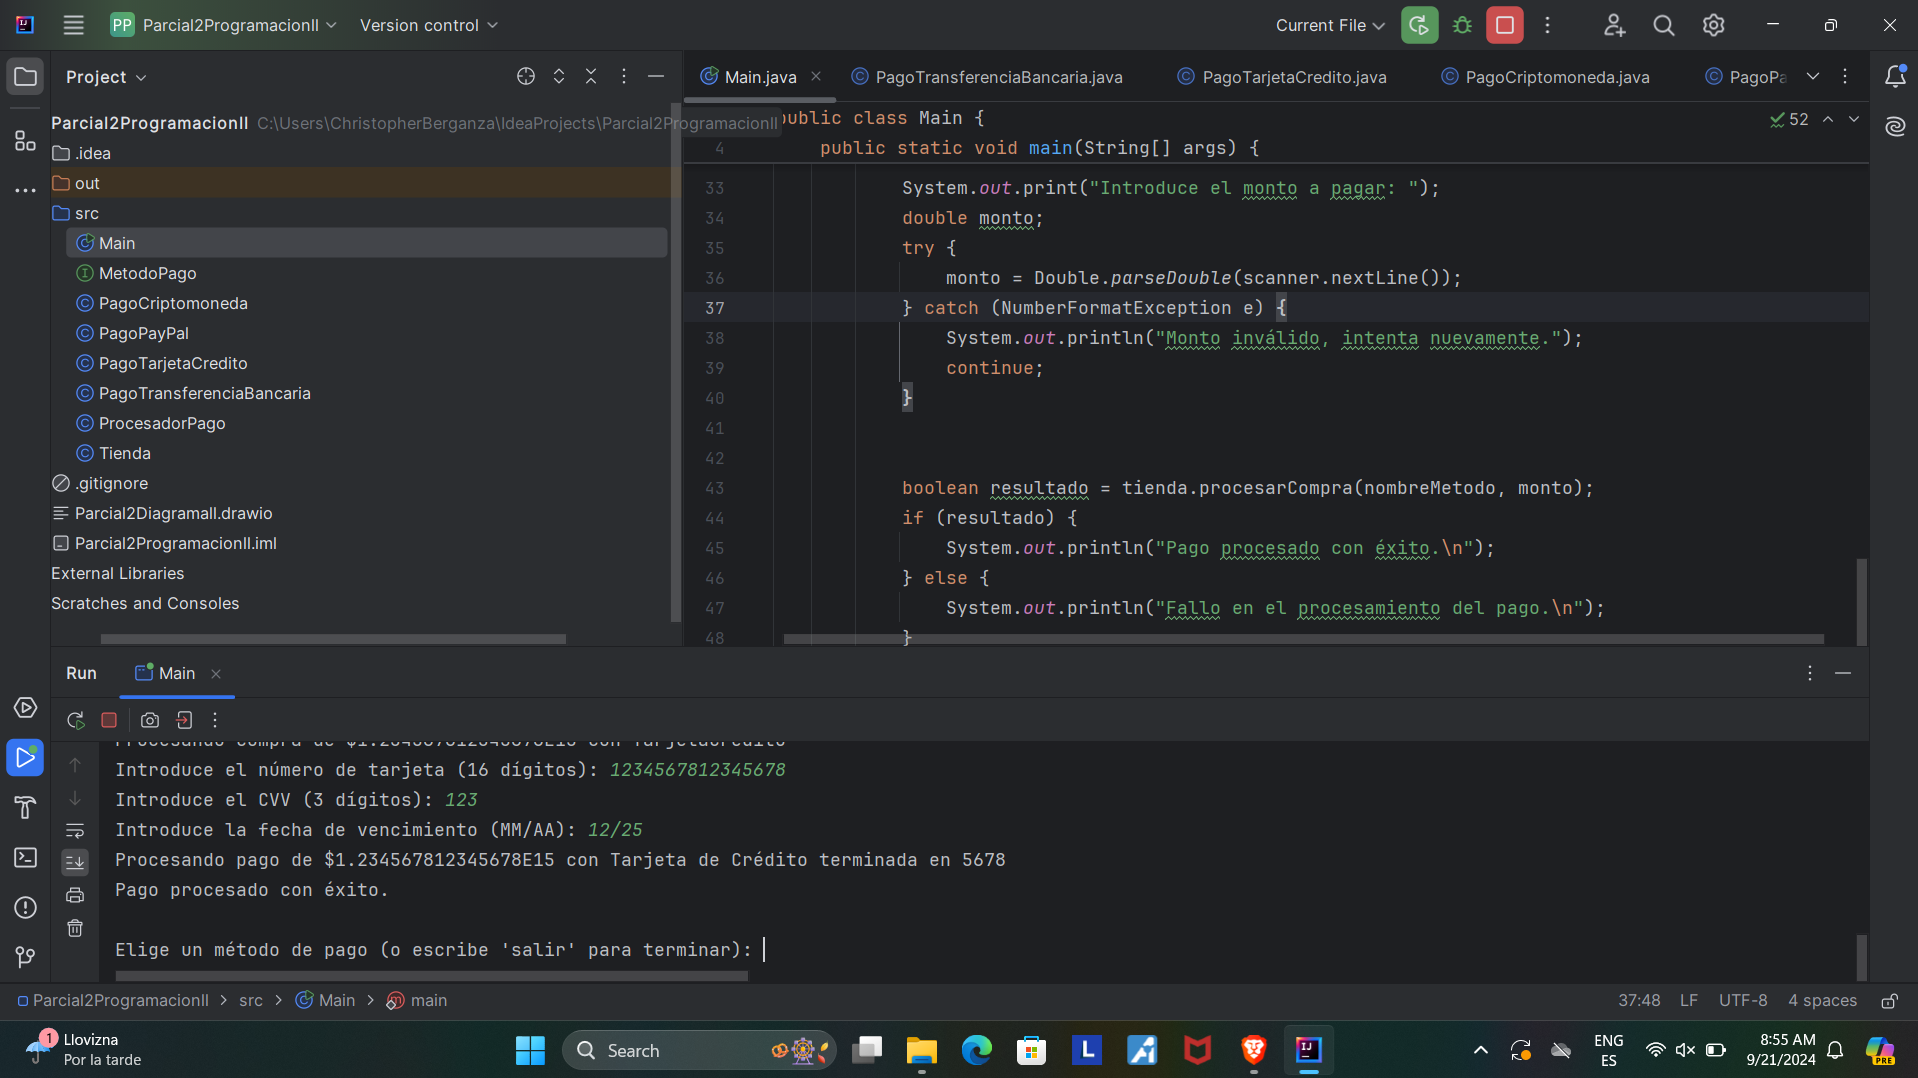 PP Parcial2ProgramacionII Version control Current File
Project
Main.java PagoTransferenciaBancaria.java PagoTarjetaCredito.java PagoCriptomoneda.java PagoPa
Parcial2ProgramacionII C:\Users\ChristopherBerganza\IdeaProjects\Parcial2ProgramacionII
.idea
out
src
Main
MetodoPago
PagoCriptomoneda
PagoPayPal
PagoTarjetaCredito
PagoTransferenciaBancaria
ProcesadorPago
Tienda
.gitignore
Parcial2DiagramaII.drawio
Parcial2ProgramacionII.iml
External Libraries
Scratches and Consoles
public class Main {
52
4 public static void main(String[] args) {
33 System.out.print("Introduce el monto a pagar: ");
34 double monto;
35 try {
36 monto = Double.parseDouble(scanner.nextLine());
37 } catch (NumberFormatException e) {
38 System.out.println("Monto inválido, intenta nuevamente.");
39 continue;
40 }
41
42
43 boolean resultado = tienda.procesarCompra(nombreMetodo, monto);
44 if (resultado) {
45 System.out.println("Pago procesado con éxito.\n");
46 } else {
47 System.out.println("Fallo en el procesamiento del pago.\n");
48 }
Run Main
Procesando compra de $1.234567812345678E15 con TarjetaCredito
Introduce el número de tarjeta (16 dígitos): 1234567812345678
Introduce el CVV (3 dígitos): 123
Introduce la fecha de vencimiento (MM/AA): 12/25
Procesando pago de $1.234567812345678E15 con Tarjeta de Crédito terminada en 5678
Pago procesado con éxito.
Elige un método de pago (o escribe 'salir' para terminar):
Parcial2ProgramacionII > src > Main > main
37:48 LF UTF-8 4 spaces
1 Llovizna
Por la tarde
Search
ENG
ES
8:55 AM
9/21/2024
PRE